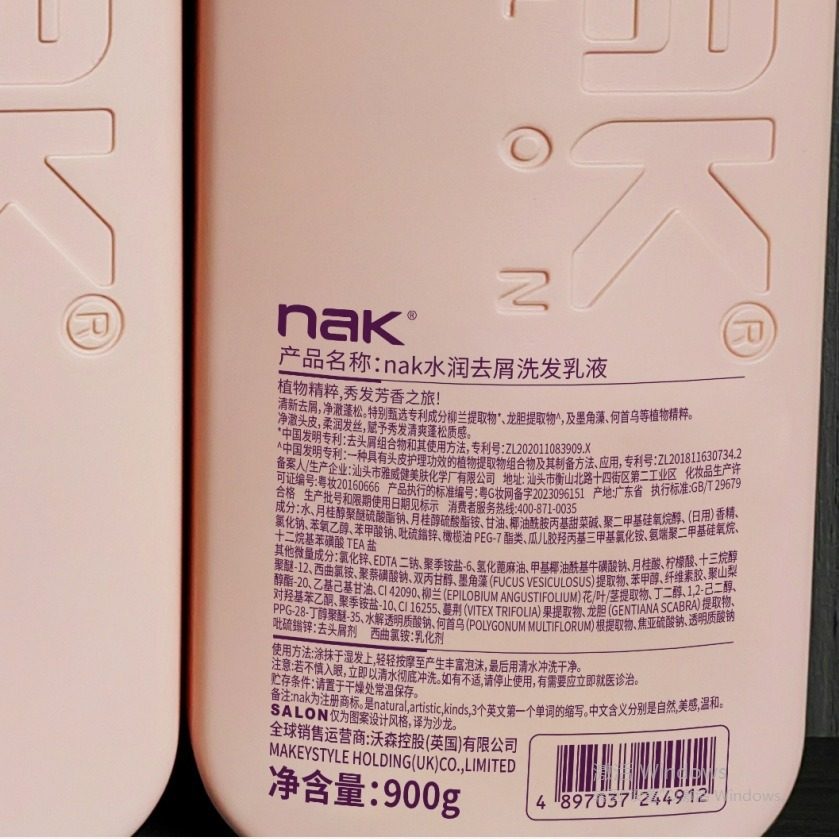 nak®
产品名称:nak水润去屑洗发乳液
植物精粹,秀发芳香之旅!
清新去屑,净澈蓬松。特别甄选专利成分柳兰提取物*、龙胆提取物^,及墨角藻、何首乌等植物精粹。
净澈头皮,柔润发丝,赋予秀发清爽蓬松质感。
*中国发明专利:去头屑组合物和其使用方法,专利号:ZL202011083909.X
^中国发明专利:一种具有头皮护理功效的植物提取物组合物及其制备方法、应用,专利号:ZL201811630734.2
备案人/生产企业:汕头市雅威健美肤化学厂有限公司 地址:汕头市衡山北路十四街区第二工业区 化妆品生产许
可证编号:粤妆20160666 产品执行的标准编号:粤G妆网备字2023096151 产地:广东省 执行标准:GB/T 29679
合格 生产批号和限期使用日期见标示 消费者服务热线:400-871-0035
成分:水、月桂醇聚醚硫酸酯钠、月桂醇硫酸酯铵、甘油、椰油酰胺丙基甜菜碱、聚二甲基硅氧烷醇、(日用)香精、
氯化钠、苯氧乙醇、苯甲酸钠、吡硫鎓锌、橄榄油 PEG-7 酯类、瓜儿胶羟丙基三甲基氯化铵、氨端聚二甲基硅氧烷、
十二烷基苯磺酸 TEA 盐
其他微量成分:氯化锌、EDTA 二钠、聚季铵盐-6、氢化蓖麻油、甲基椰油酰基牛磺酸钠、月桂酸、柠檬酸、十三烷醇
聚醚-12、西曲氯铵、聚萘磺酸钠、双丙甘醇、墨角藻(FUCUS VESICULOSUS)提取物、苯甲醇、纤维素胶、聚山梨
醇酯-20、乙基己基甘油、CI 42090、柳兰(EPILOBIUM ANGUSTIFOLIUM)花/叶/茎提取物、丁二醇、1,2-己二醇、
对羟基苯乙酮、聚季铵盐-10、CI 16255、蔓荆(VITEX TRIFOLIA)果提取物、龙胆(GENTIANA SCABRA)提取物、
PPG-28-丁醇聚醚-35、水解透明质酸钠、何首乌(POLYGONUM MULTIFLORUM)根提取物、焦亚硫酸钠、透明质酸钠
吡硫鎓锌:去头屑剂 西曲氯铵:乳化剂
使用方法:涂抹于湿发上,轻轻按摩至产生丰富泡沫,最后用清水冲洗干净。
注意:若不慎入眼,立即以清水彻底冲洗。如有不适,请停止使用,有需要应立即就医诊治。
贮存条件:请置于干燥处常温保存。
备注:nak为注册商标。是natural,artistic,kinds,3个英文第一个单词的缩写。中文含义分别是自然,美感,温和。
SALON仅为图案设计风格,译为沙龙。
全球销售运营商:沃森控股(英国)有限公司
MAKEYSTYLE HOLDING(UK)CO.,LIMITED
净含量:900g
4 897037 244912
ak®
ak®
O
N
激活 Windows
Windows